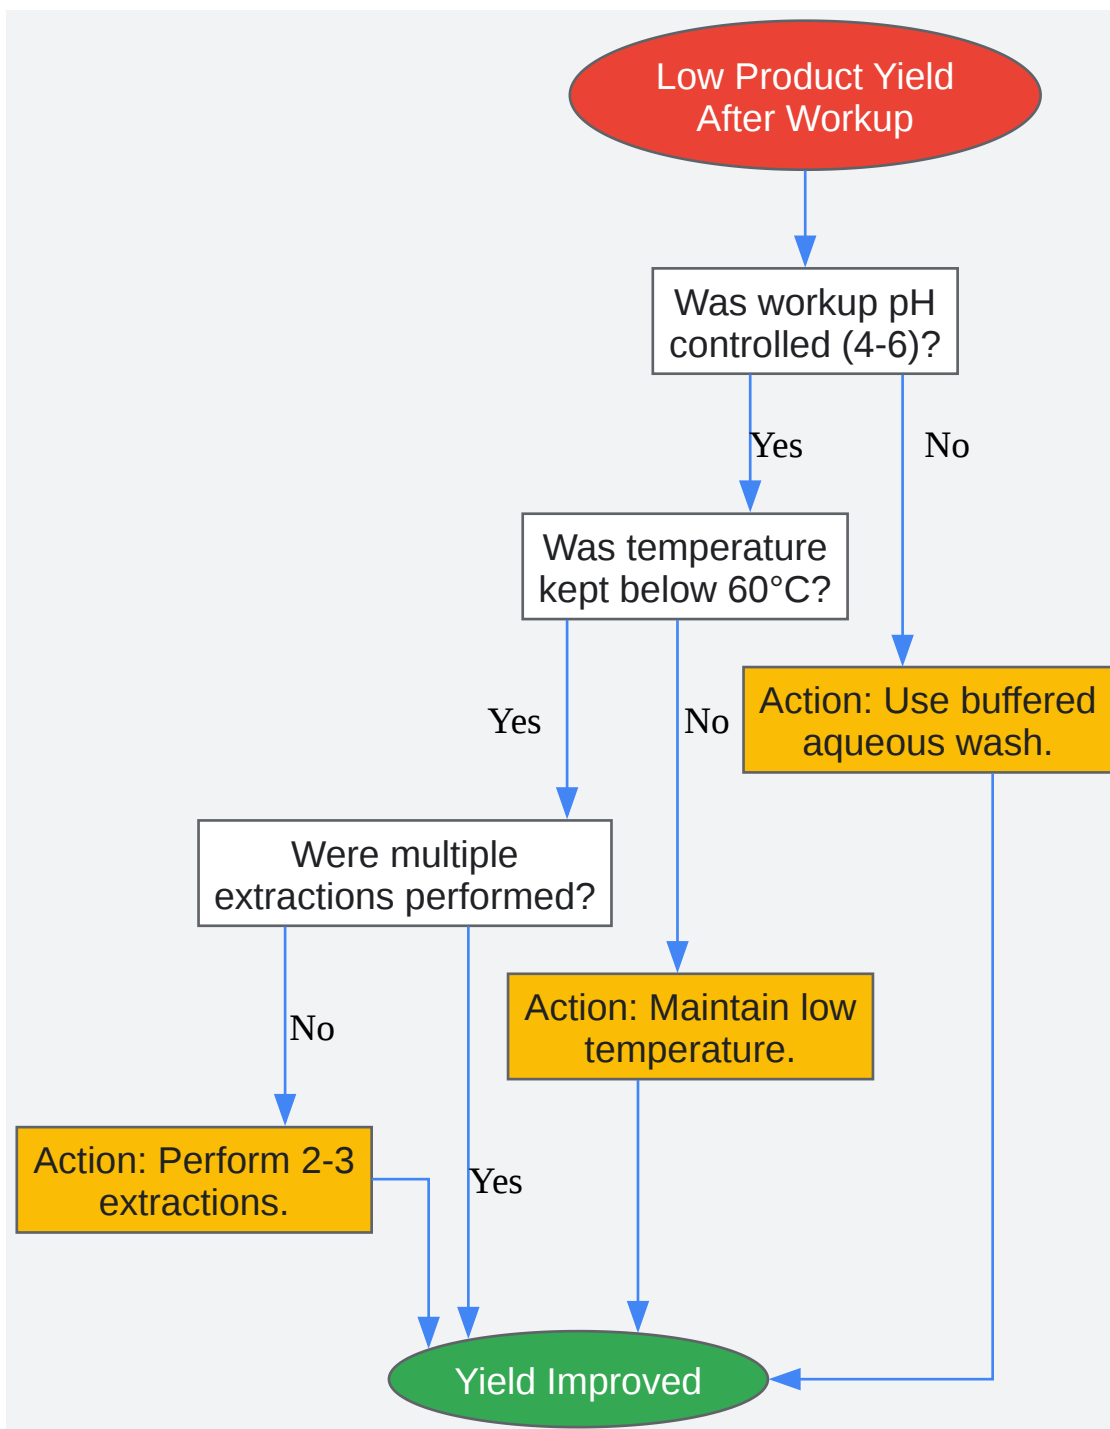 Low Product Yield
After Workup
Was workup pH
controlled (4-6)?
Yes
No
Was temperature
kept below 60°C?
Yes
No
Action: Use buffered
aqueous wash.
Were multiple
extractions performed?
No
Action: Maintain low
temperature.
Action: Perform 2-3
extractions.
Yes
Yield Improved